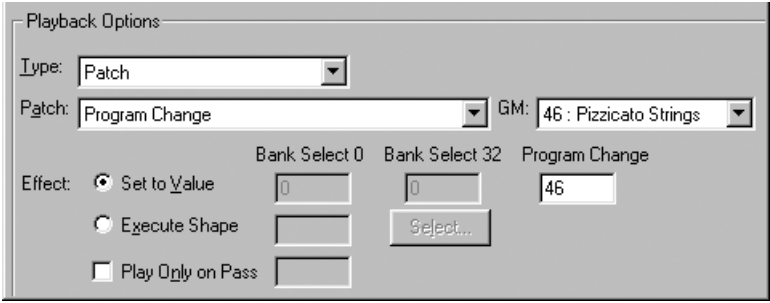 Playback Options
Type: Patch
Patch: Program Change GM: 46 : Pizzicato Strings
Bank Select 0 Bank Select 32 Program Change
Effect: Set to Value 0 0 46
Execute Shape Select...
Play Only on Pass